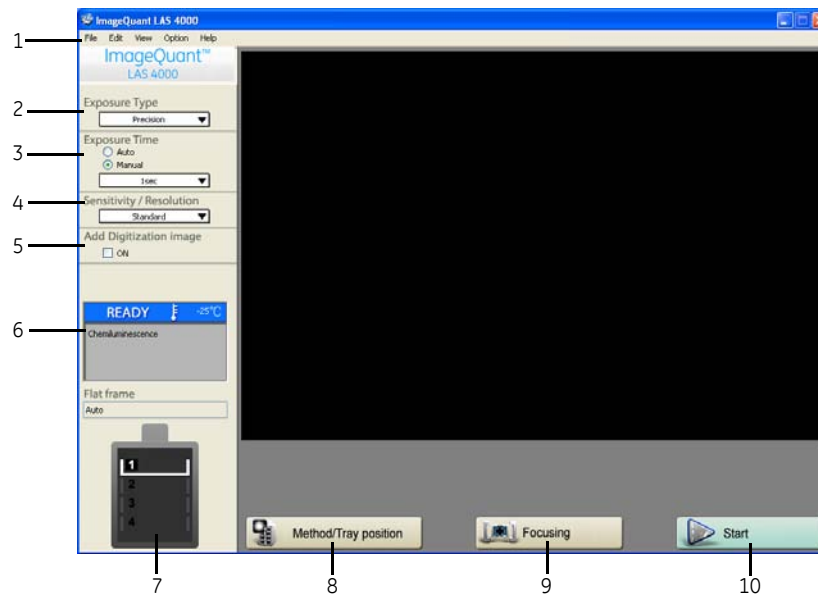 ImageQuant LAS 4000
1
File Edit View Option Help
ImageQuant™
LAS 4000
2
Exposure Type
Precision
3
Exposure Time
Auto
Manual
1sec
4
Sensitivity / Resolution
Standard
5
Add Digitization image
ON
6
READY -25°C
Chemiluminescence
Flat frame
Auto
1
2
3
4
Method/Tray position
Focusing
Start
7 8 9 10